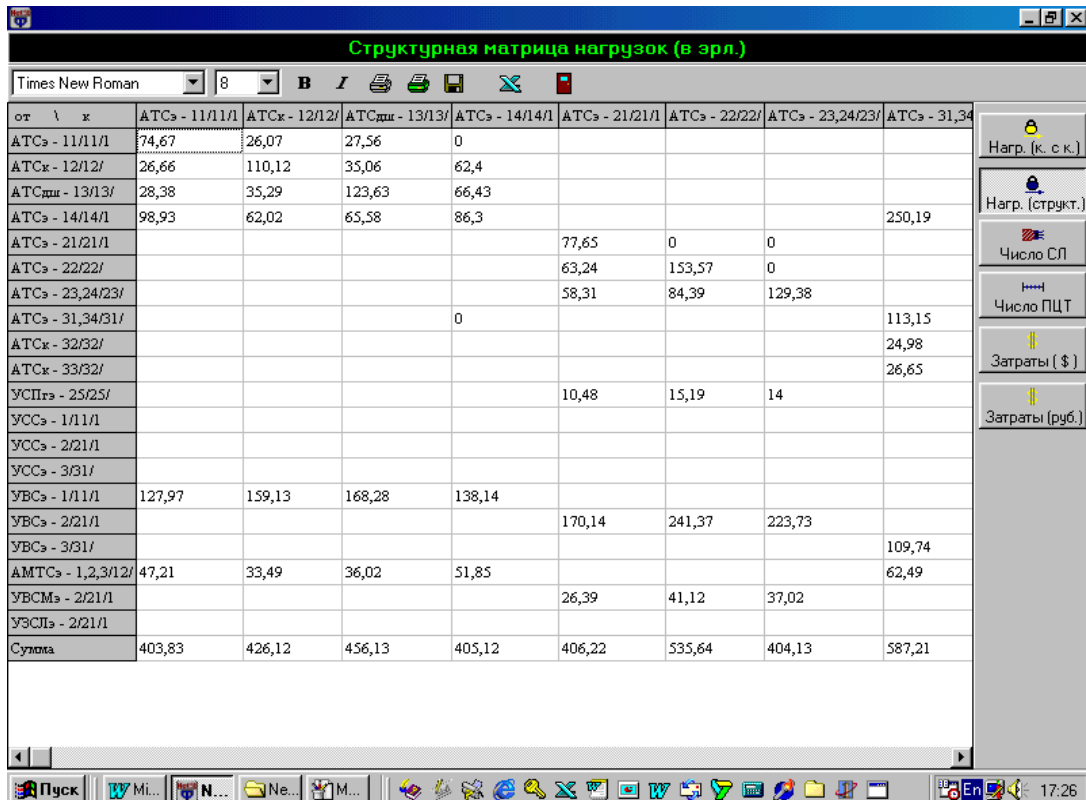 Структурная матрица нагрузок (в эрл.)
Times New Roman 8 B I
от \ к АТСэ - 11/11/1 АТСк - 12/12/ АТСдш - 13/13/ АТСэ - 14/14/1 АТСэ - 21/21/1 АТСэ - 22/22/ АТСэ - 23,24/23/ АТСэ - 31,34
АТСэ - 11/11/1 74,67 26,07 27,56 0
АТСк - 12/12/ 26,66 110,12 35,06 62,4
АТСдш - 13/13/ 28,38 35,29 123,63 66,43
АТСэ - 14/14/1 98,93 62,02 65,58 86,3 250,19
АТСэ - 21/21/1 77,65 0 0
АТСэ - 22/22/ 63,24 153,57 0
АТСэ - 23,24/23/ 58,31 84,39 129,38
АТСэ - 31,34/31/ 0 113,15
АТСк - 32/32/ 24,98
АТСк - 33/32/ 26,65
УСПгэ - 25/25/ 10,48 15,19 14
УССэ - 1/11/1
УССэ - 2/21/1
УССэ - 3/31/
УВСэ - 1/11/1 127,97 159,13 168,28 138,14
УВСэ - 2/21/1 170,14 241,37 223,73
УВСэ - 3/31/ 109,74
АМТСэ - 1,2,3/12/ 47,21 33,49 36,02 51,85 62,49
УВСМэ - 2/21/1 26,39 41,12 37,02
УЗСЛэ - 2/21/1
Сумма 403,83 426,12 456,13 405,12 406,22 535,64 404,13 587,21
Нагр. (к. с к.)
Нагр. (структ.)
Число СЛ
Число ПЦТ
Затраты ( $ )
Затраты (руб.)
Пуск Mi... N... Ne... M... En 17:26